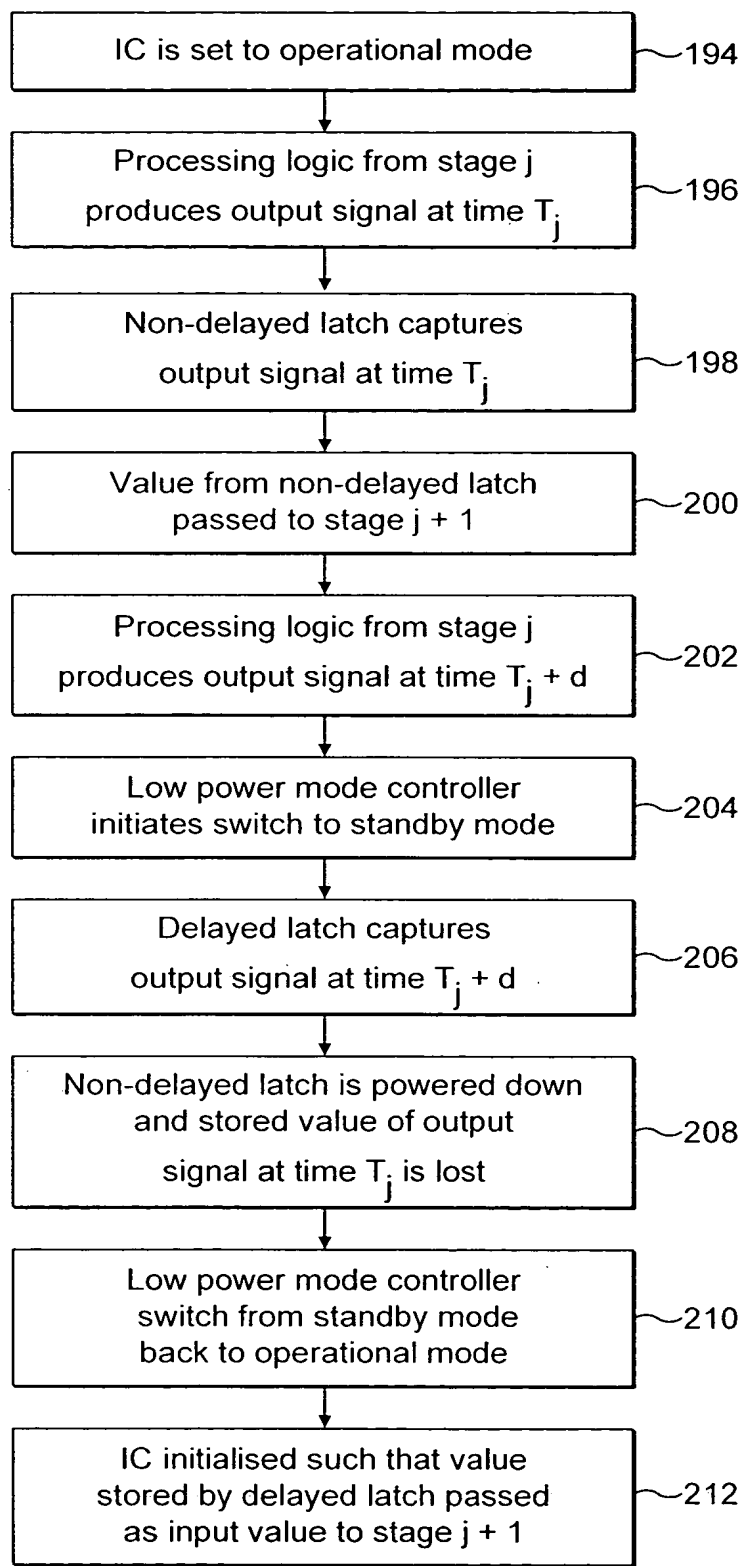 IC is set to operational mode
194
Processing logic from stage j
produces output signal at time Tj
196
Non-delayed latch captures
output signal at time Tj
198
Value from non-delayed latch
passed to stage j + 1
200
Processing logic from stage j
produces output signal at time Tj + d
202
Low power mode controller
initiates switch to standby mode
204
Delayed latch captures
output signal at time Tj + d
206
Non-delayed latch is powered down
and stored value of output
signal at time Tj is lost
208
Low power mode controller
switch from standby mode
back to operational mode
210
IC initialised such that value
stored by delayed latch passed
as input value to stage j + 1
212